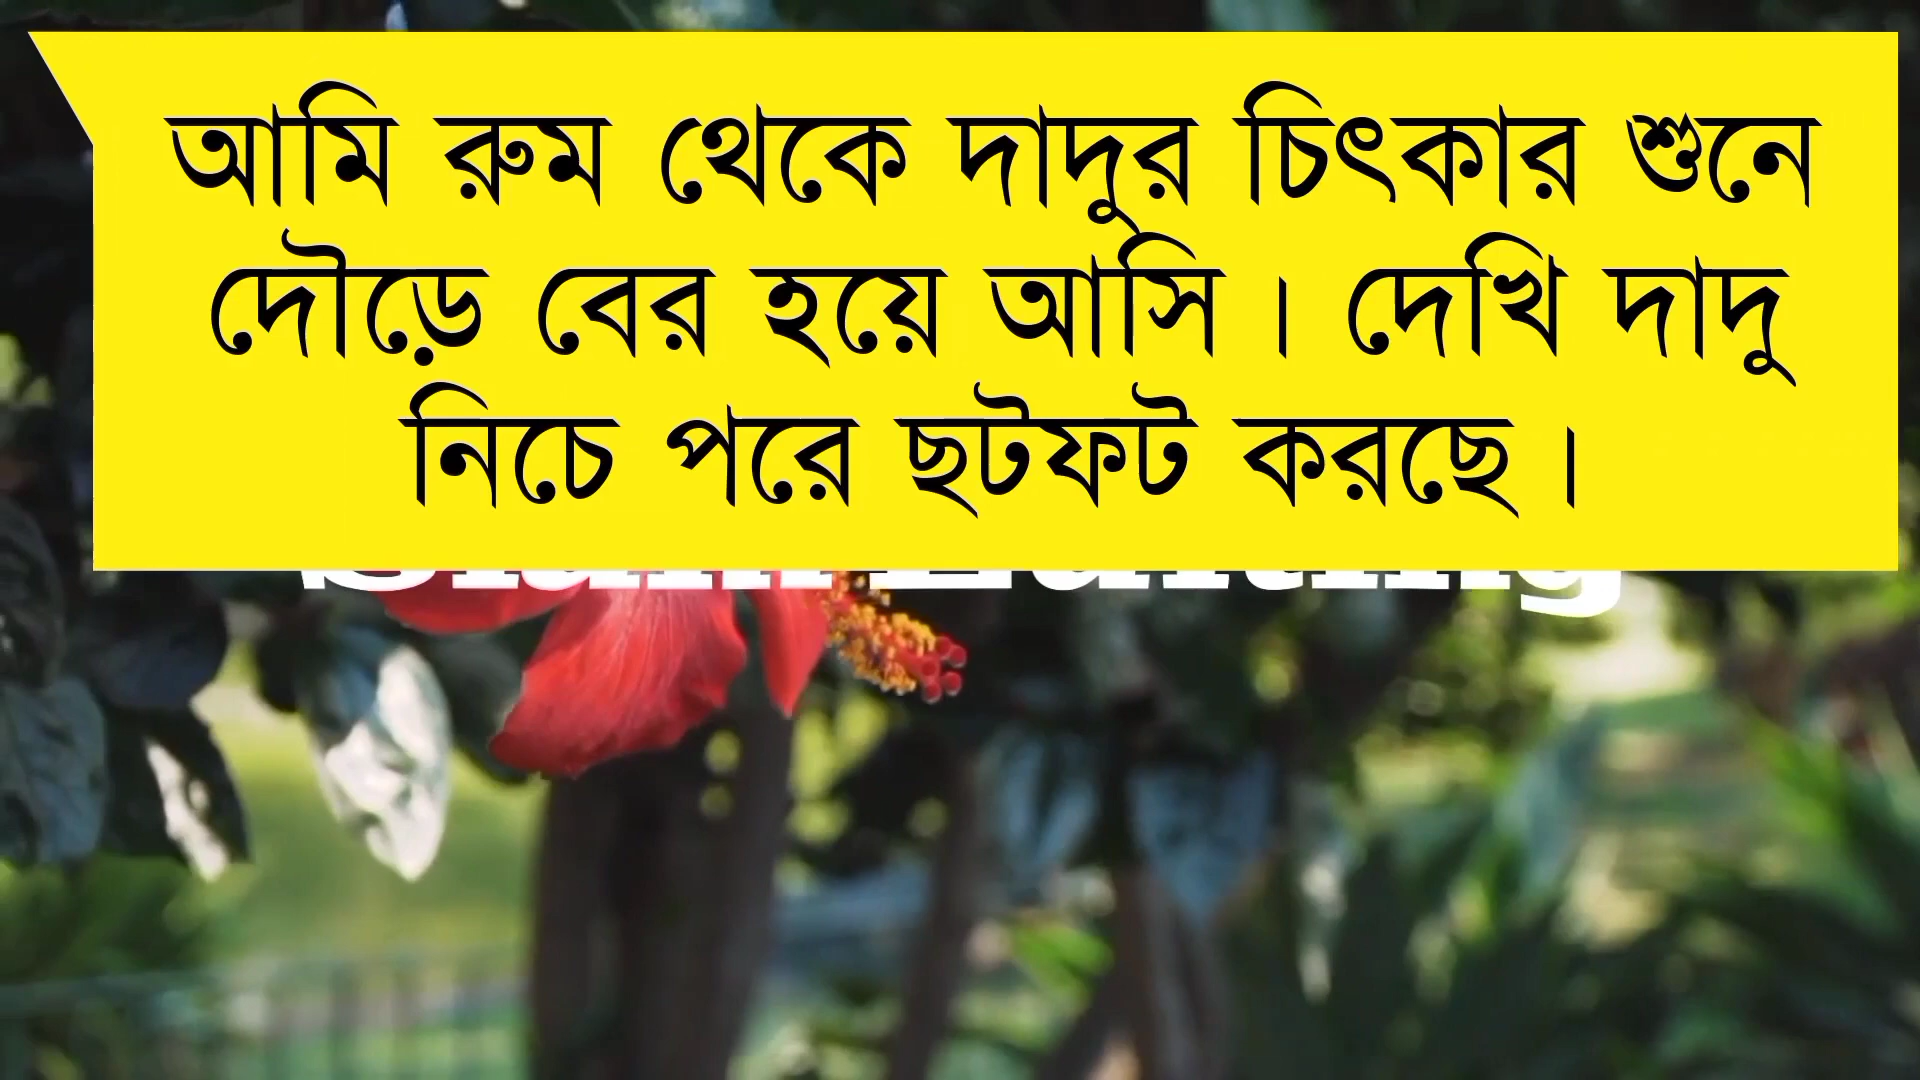 আমি রুম থেকে দাদুর চিৎকার শুনে
দৌড়ে বের হয়ে আসি। দেখি দাদু
নিচে পরে ছটফট করছে।